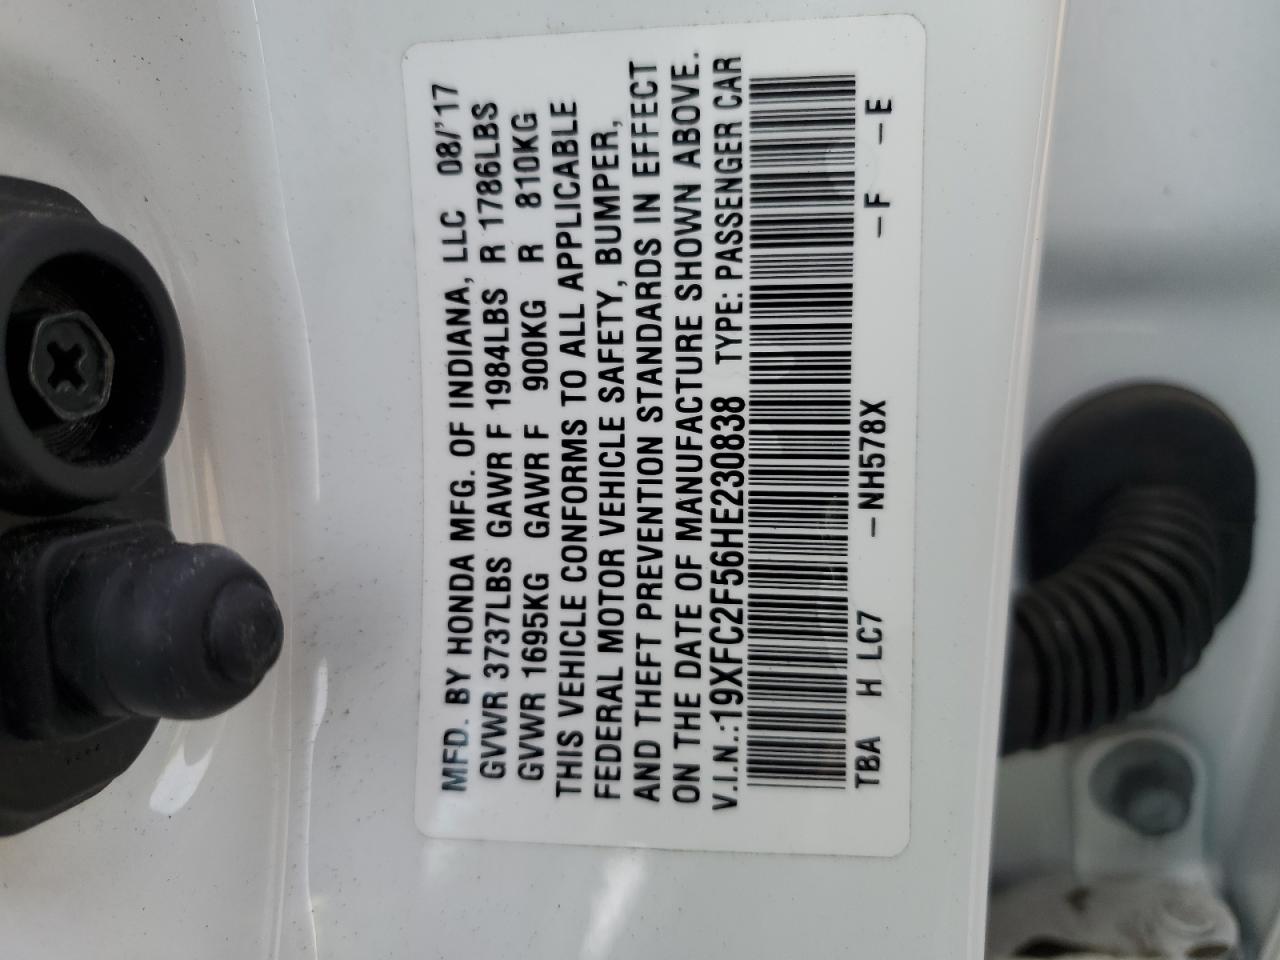 MFD. BY HONDA MFG. OF INDIANA, LLC 08/'17
GVWR 3737LBS GAWR F 1984LBS R 1786LBS
GVWR 1695KG GAWR F 900KG R 810KG
THIS VEHICLE CONFORMS TO ALL APPLICABLE
FEDERAL MOTOR VEHICLE SAFETY, BUMPER,
AND THEFT PREVENTION STANDARDS IN EFFECT
ON THE DATE OF MANUFACTURE SHOWN ABOVE.
V.I.N.:19XFC2F56HE230838 TYPE: PASSENGER CAR
TBA H LC7 -NH578X -F -E